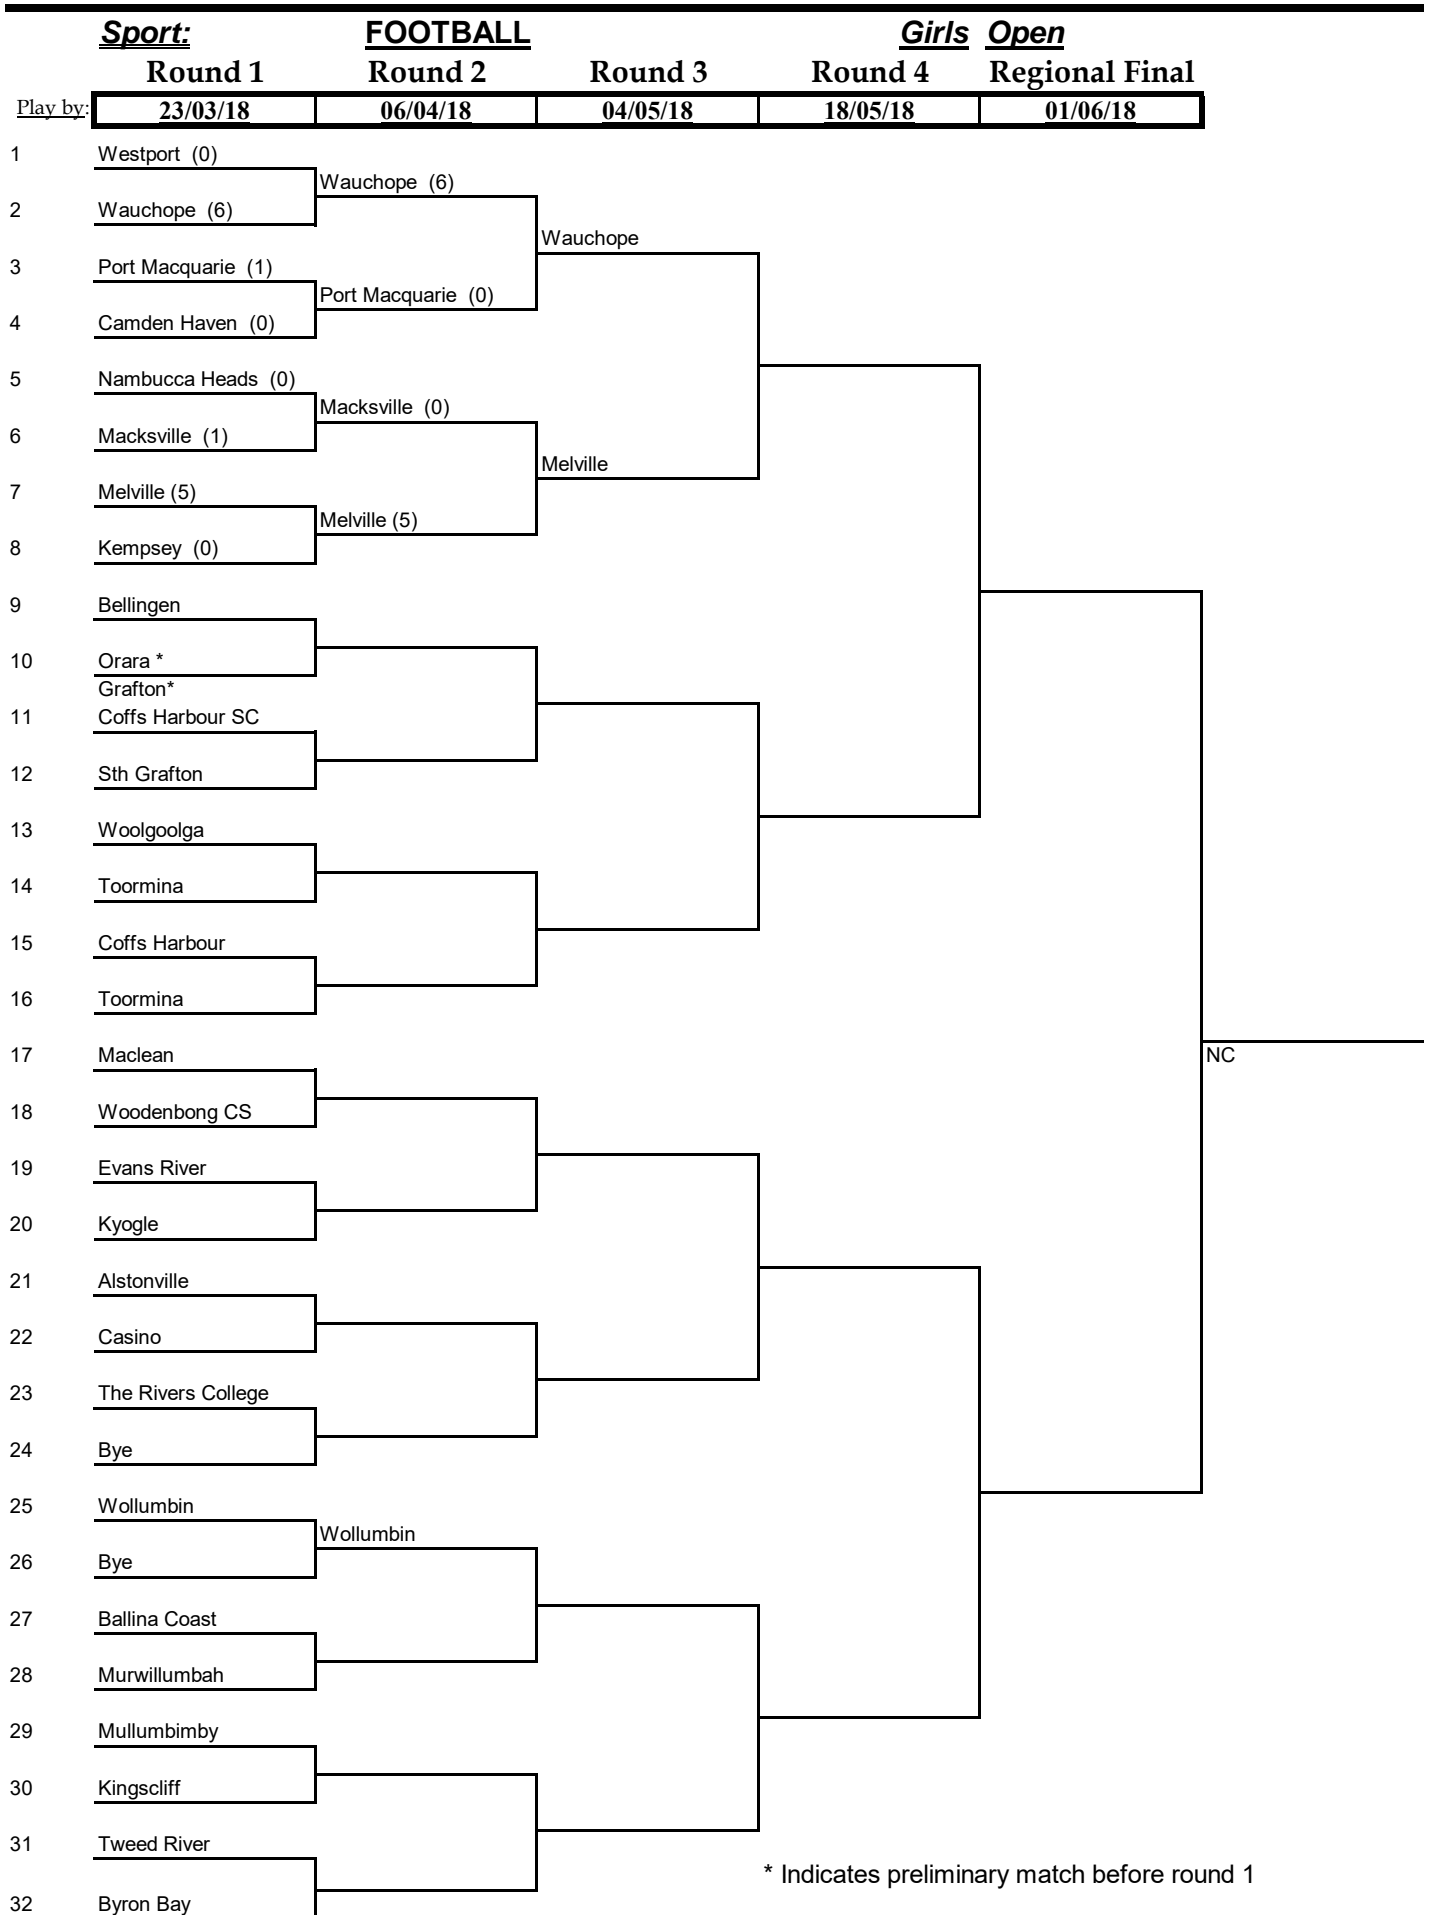 Sport: FOOTBALL Girls Open
Round 1 Round 2 Round 3 Round 4 Regional Final
Play by: 23/03/18 06/04/18 04/05/18 18/05/18 01/06/18
1 Westport (0)
Wauchope (6)
2 Wauchope (6)
Wauchope
3 Port Macquarie (1)
Port Macquarie (0)
4 Camden Haven (0)
5 Nambucca Heads (0)
Macksville (0)
6 Macksville (1)
Melville
7 Melville (5)
Melville (5)
8 Kempsey (0)
9 Bellingen
10 Orara *
Grafton*
11 Coffs Harbour SC
12 Sth Grafton
13 Woolgoolga
14 Toormina
15 Coffs Harbour
16 Toormina
17 Maclean
NC
18 Woodenbong CS
19 Evans River
20 Kyogle
21 Alstonville
22 Casino
23 The Rivers College
24 Bye
25 Wollumbin
Wollumbin
26 Bye
27 Ballina Coast
28 Murwillumbah
29 Mullumbimby
30 Kingscliff
31 Tweed River
* Indicates preliminary match before round 1
32 Byron Bay